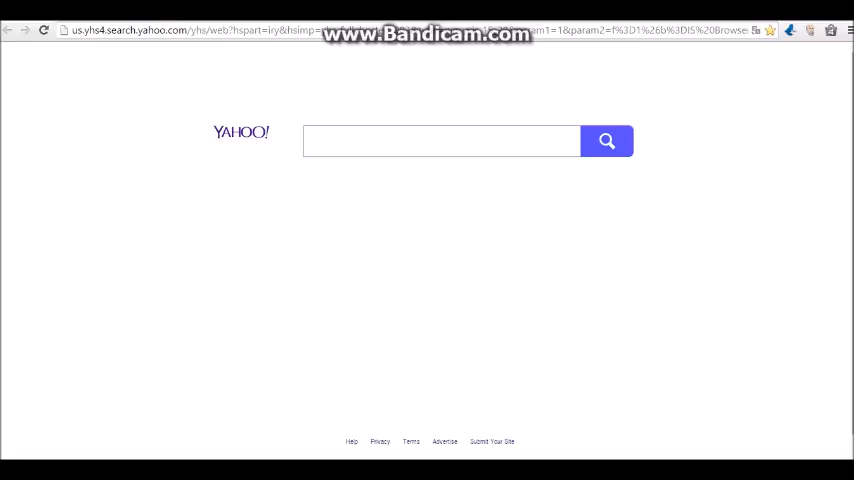 us.yhs4.search.yahoo.com/yhs/web?hspart=iry&hsimp=
www.Bandicam.com
am1=1&param2=f%3D1%26b%3DIS%20Browse
YAHOO!
Help Privacy Terms Advertise Submit Your Site